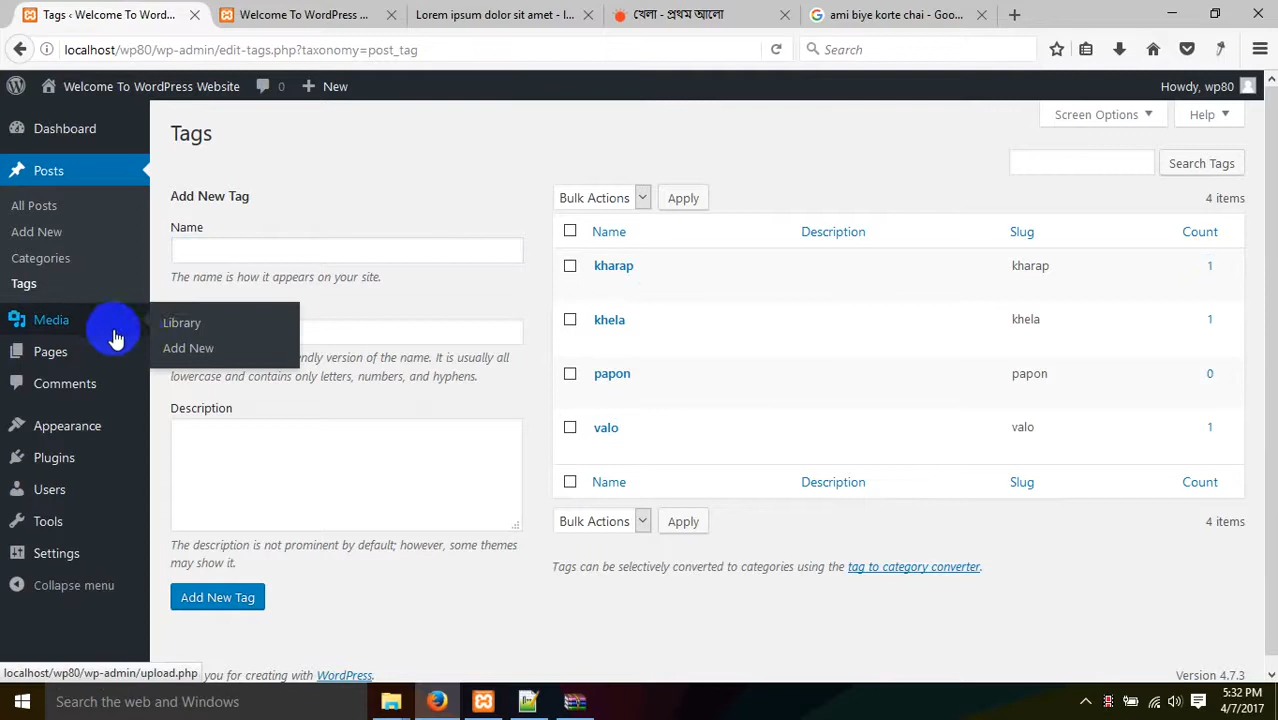 Tags ‹ Welcome To WordPress
Welcome To WordPress ...
Lorem ipsum dolor sit amet - l...
খেলা - প্রথম আলো
ami biye korte chai - Goo...
localhost/wp80/wp-admin/edit-tags.php?taxonomy=post_tag
Search
Welcome To WordPress Website
0
New
Howdy, wp80
Dashboard
Posts
All Posts
Add New
Categories
Tags
Media
Library
Add New
Pages
Comments
Appearance
Plugins
Users
Tools
Settings
Collapse menu
Screen Options
Help
Tags
Search Tags
Add New Tag
Name
The name is how it appears on your site.
endly version of the name. It is usually all
lowercase and contains only letters, numbers, and hyphens.
Description
The description is not prominent by default; however, some themes
may show it.
Add New Tag
Bulk Actions
Apply
4 items
Name Description Slug Count
kharap kharap 1
khela khela 1
papon papon 0
valo valo 1
Name Description Slug Count
Bulk Actions
Apply
4 items
Tags can be selectively converted to categories using the tag to category converter.
you for creating with WordPress.
Version 4.7.3
localhost/wp80/wp-admin/upload.php
Search the web and Windows
5:32 PM
4/7/2017